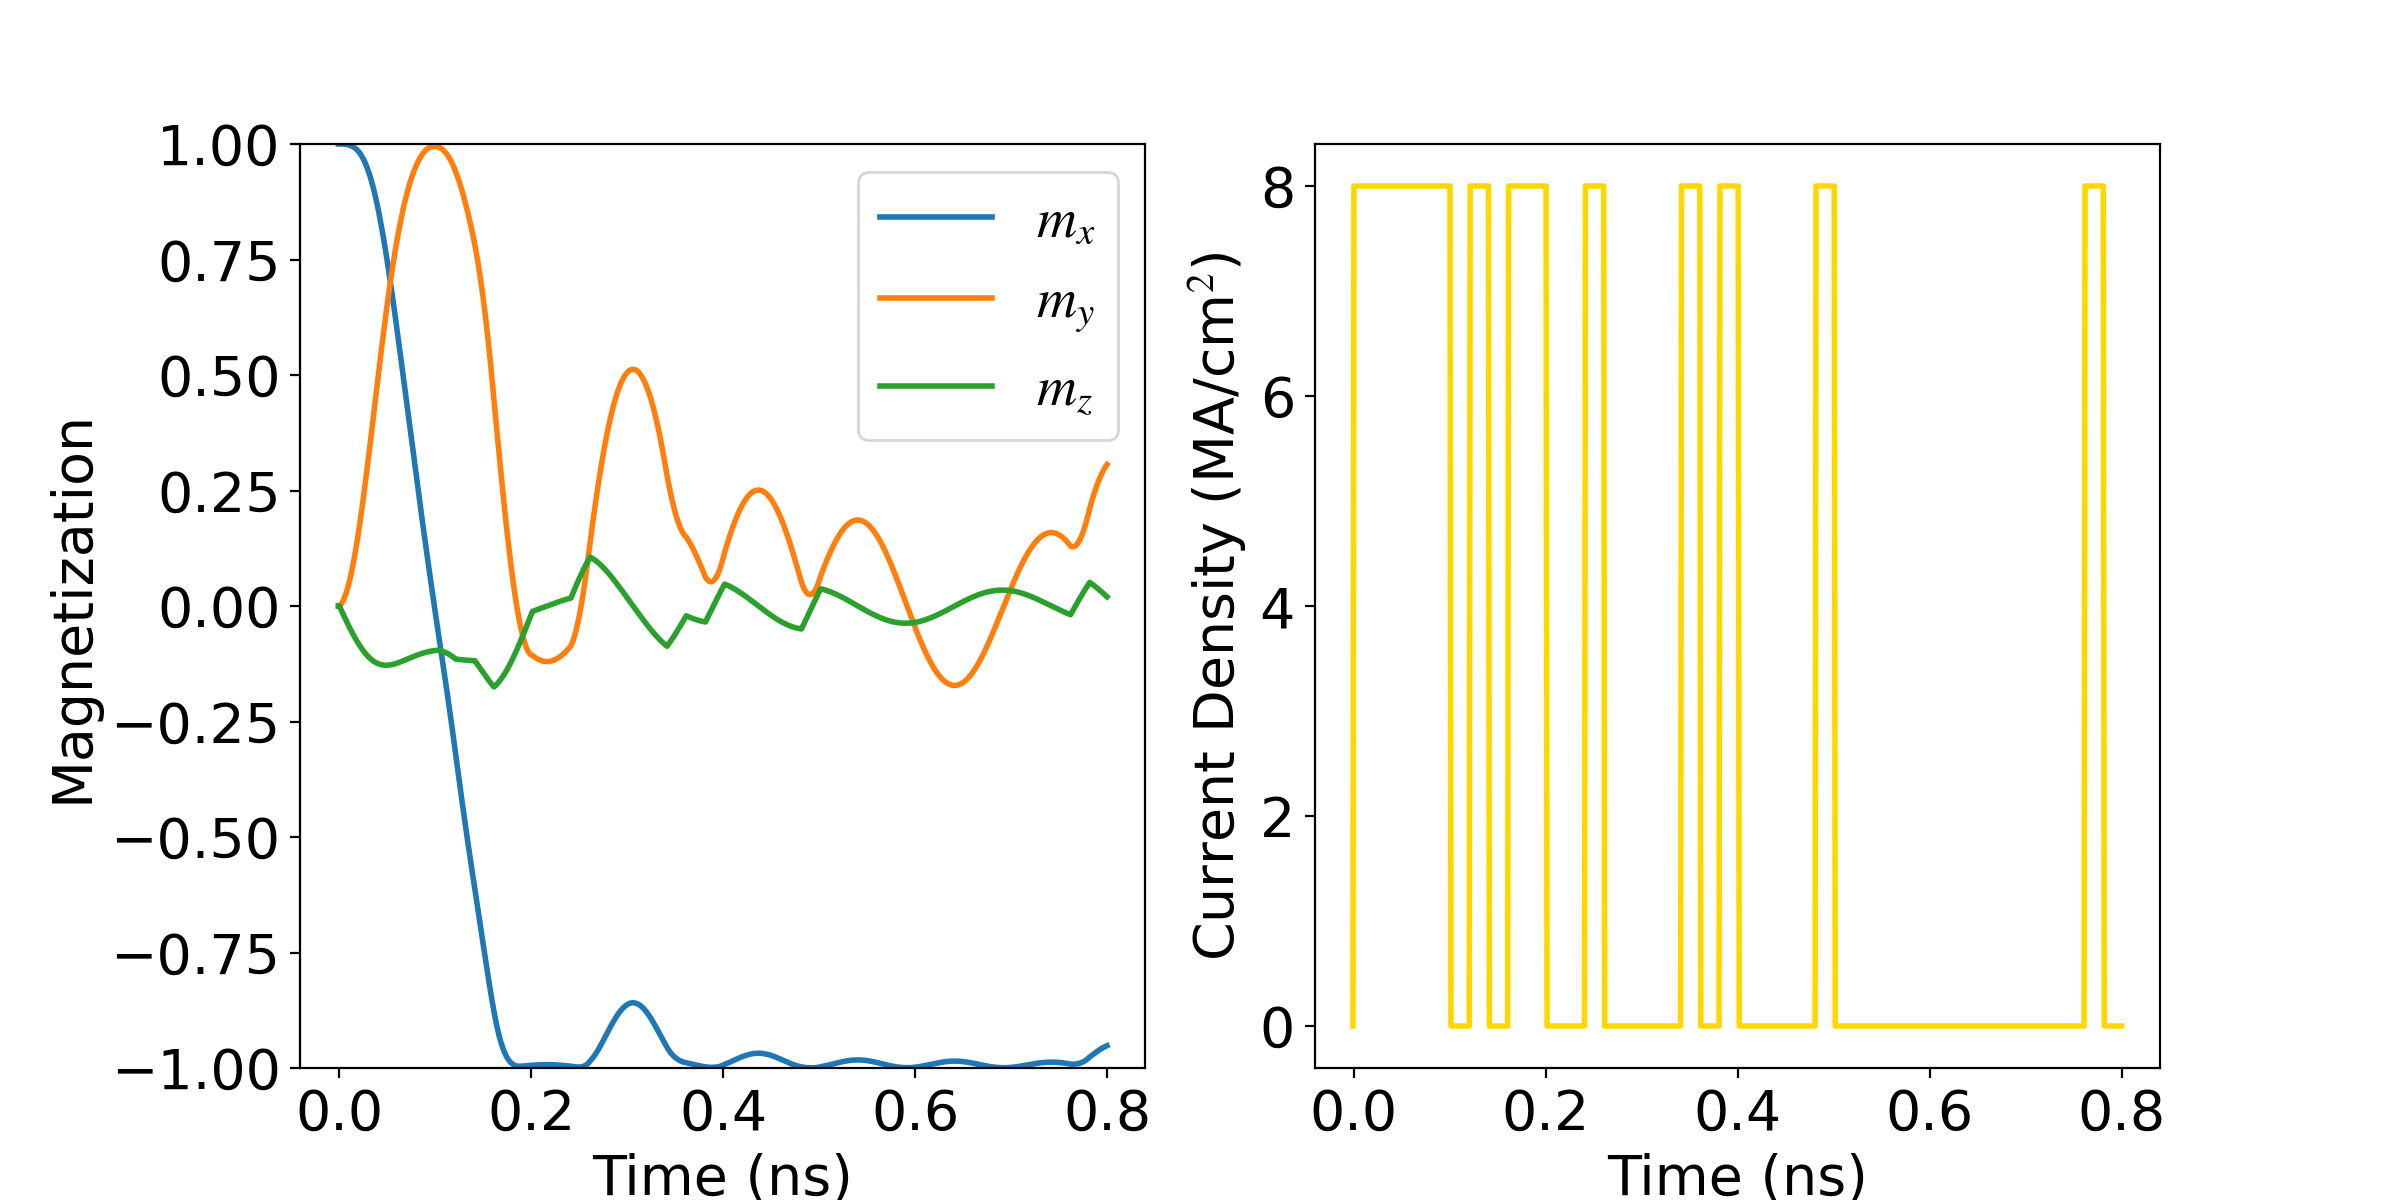 Magnetization
1.00
0.75
0.50
0.25
0.00
−0.25
−0.50
−0.75
−1.00
0.0 0.2 0.4 0.6 0.8
Time (ns)
m_x
m_y
m_z
Current Density (MA/cm²)
8
6
4
2
0
0.0 0.2 0.4 0.6 0.8
Time (ns)